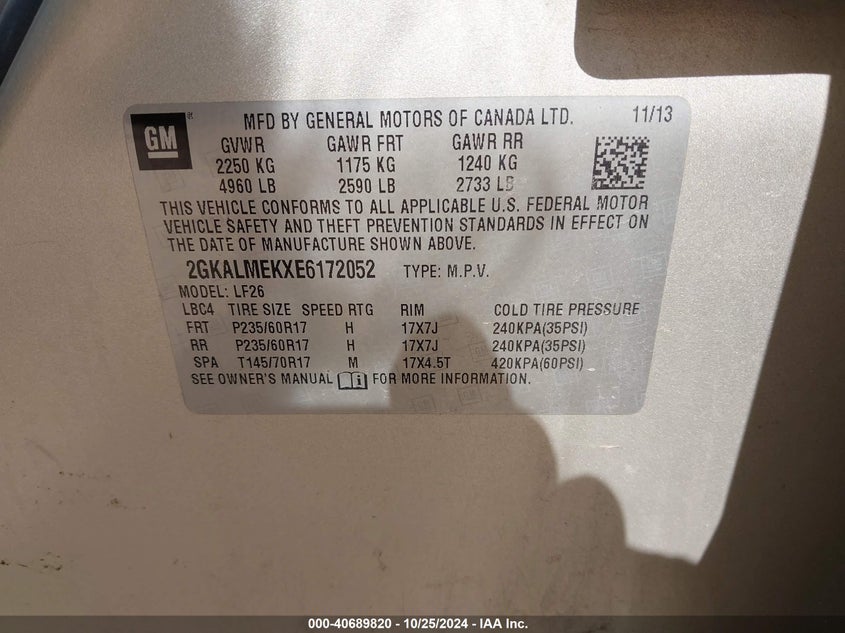 GM
MFD BY GENERAL MOTORS OF CANADA LTD. 11/13
GVWR GAWR FRT GAWR RR
2250 KG 1175 KG 1240 KG
4960 LB 2590 LB 2733 LB
THIS VEHICLE CONFORMS TO ALL APPLICABLE U.S. FEDERAL MOTOR
VEHICLE SAFETY AND THEFT PREVENTION STANDARDS IN EFFECT ON
THE DATE OF MANUFACTURE SHOWN ABOVE.
2GKALMEKXE6172052 TYPE: M.P.V.
MODEL: LF26
LBC4 TIRE SIZE SPEED RTG RIM COLD TIRE PRESSURE
FRT P235/60R17 H 17X7J 240KPA(35PSI)
RR P235/60R17 H 17X7J 240KPA(35PSI)
SPA T145/70R17 M 17X4.5T 420KPA(60PSI)
SEE OWNER'S MANUAL FOR MORE INFORMATION.
000-40689820 - 10/25/2024 - IAA Inc.